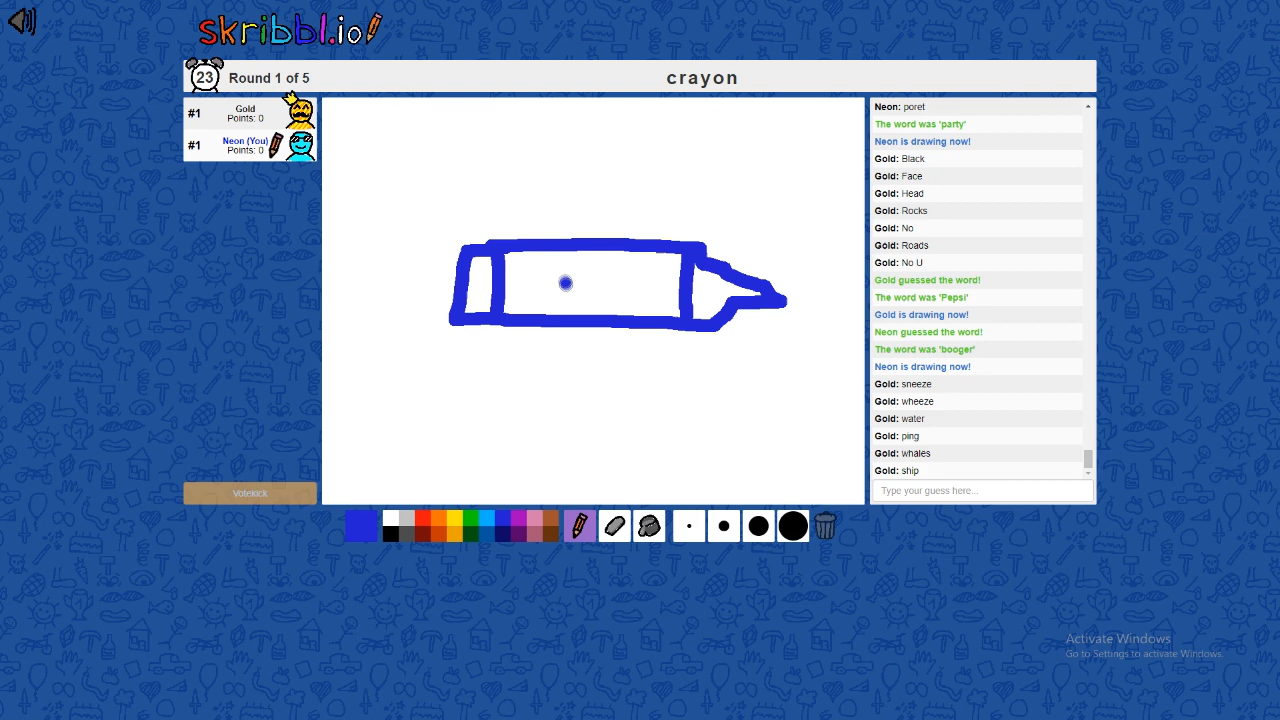 skribbl.io
23 Round 1 of 5
crayon
#1 Gold
Points: 0
#1 Neon (You)
Points: 0
Votekick
Neon: poret
The word was 'party'
Neon is drawing now!
Gold: Black
Gold: Face
Gold: Head
Gold: Rocks
Gold: No
Gold: Roads
Gold: No U
Gold guessed the word!
The word was 'Pepsi'
Gold is drawing now!
Neon guessed the word!
The word was 'booger'
Neon is drawing now!
Gold: sneeze
Gold: wheeze
Gold: water
Gold: ping
Gold: whales
Gold: ship
Type your guess here...
Activate Windows
Go to Settings to activate Windows.